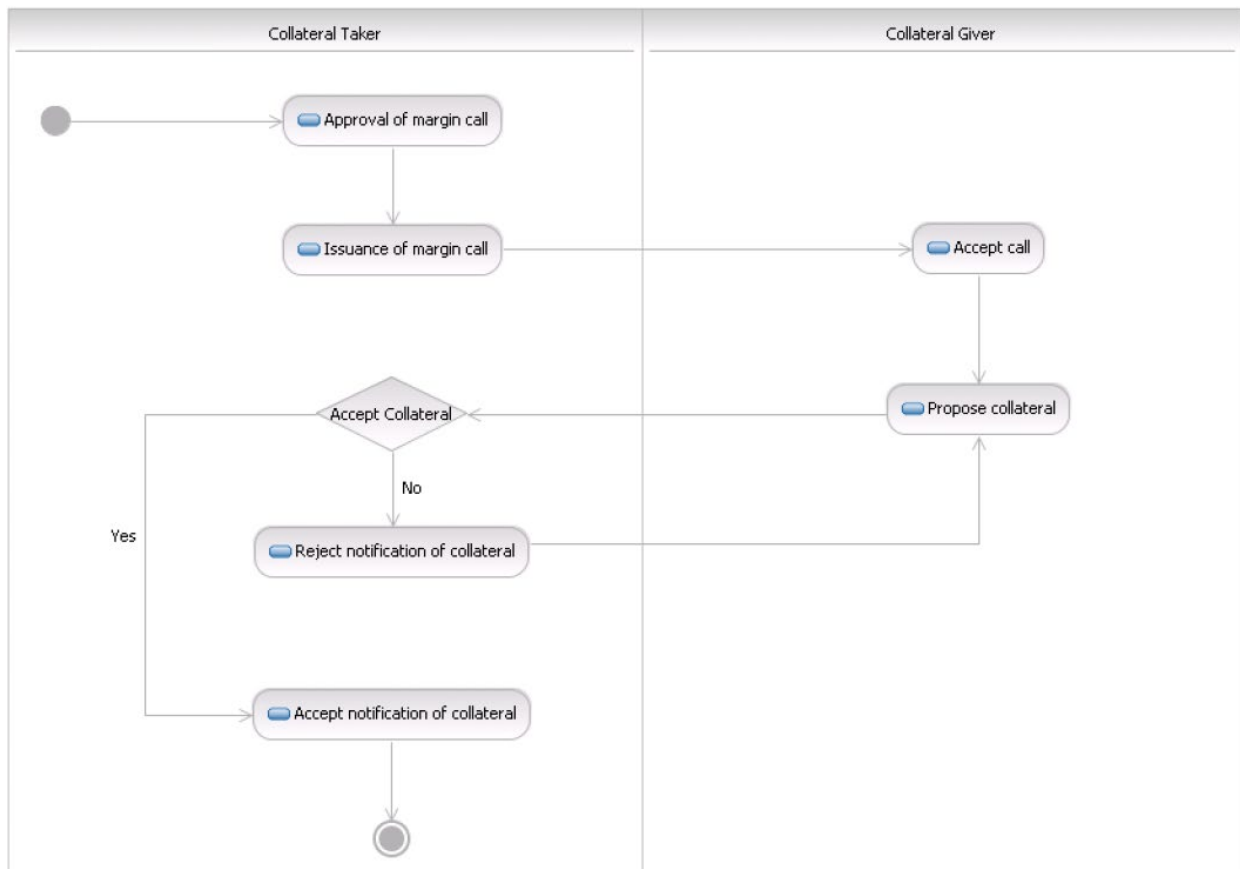 Collateral Taker
Collateral Giver
Approval of margin call
Issuance of margin call
Accept call
Accept Collateral
Propose collateral
No
Yes
Reject notification of collateral
Accept notification of collateral